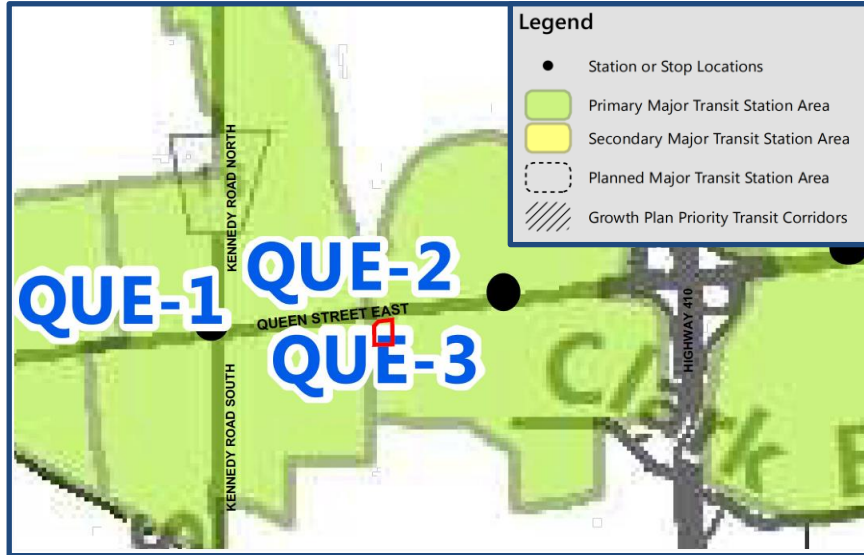 Legend
Station or Stop Locations
Primary Major Transit Station Area
Secondary Major Transit Station Area
Planned Major Transit Station Area
Growth Plan Priority Transit Corridors
KENNEDY ROAD NORTH
QUE-1
QUE-2
QUEEN STREET EAST
QUE-3
HIGHWAY 410
KENNEDY ROAD SOUTH
Clark